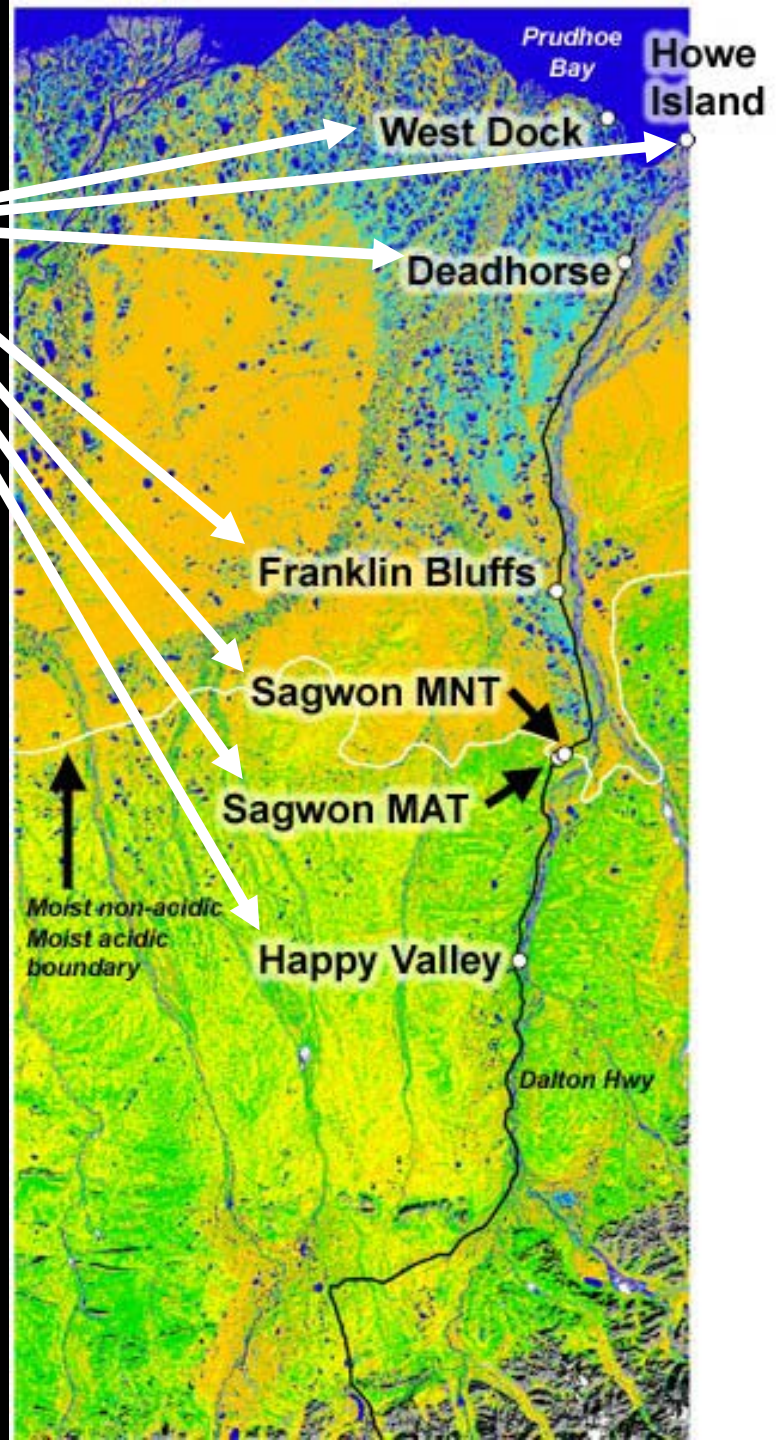 Prudhoe
Bay
Howe
Island
West Dock
Deadhorse
Franklin Bluffs
Sagwon MNT
Sagwon MAT
Moist non-acidic
Moist acidic
boundary
Happy Valley
Dalton Hwy